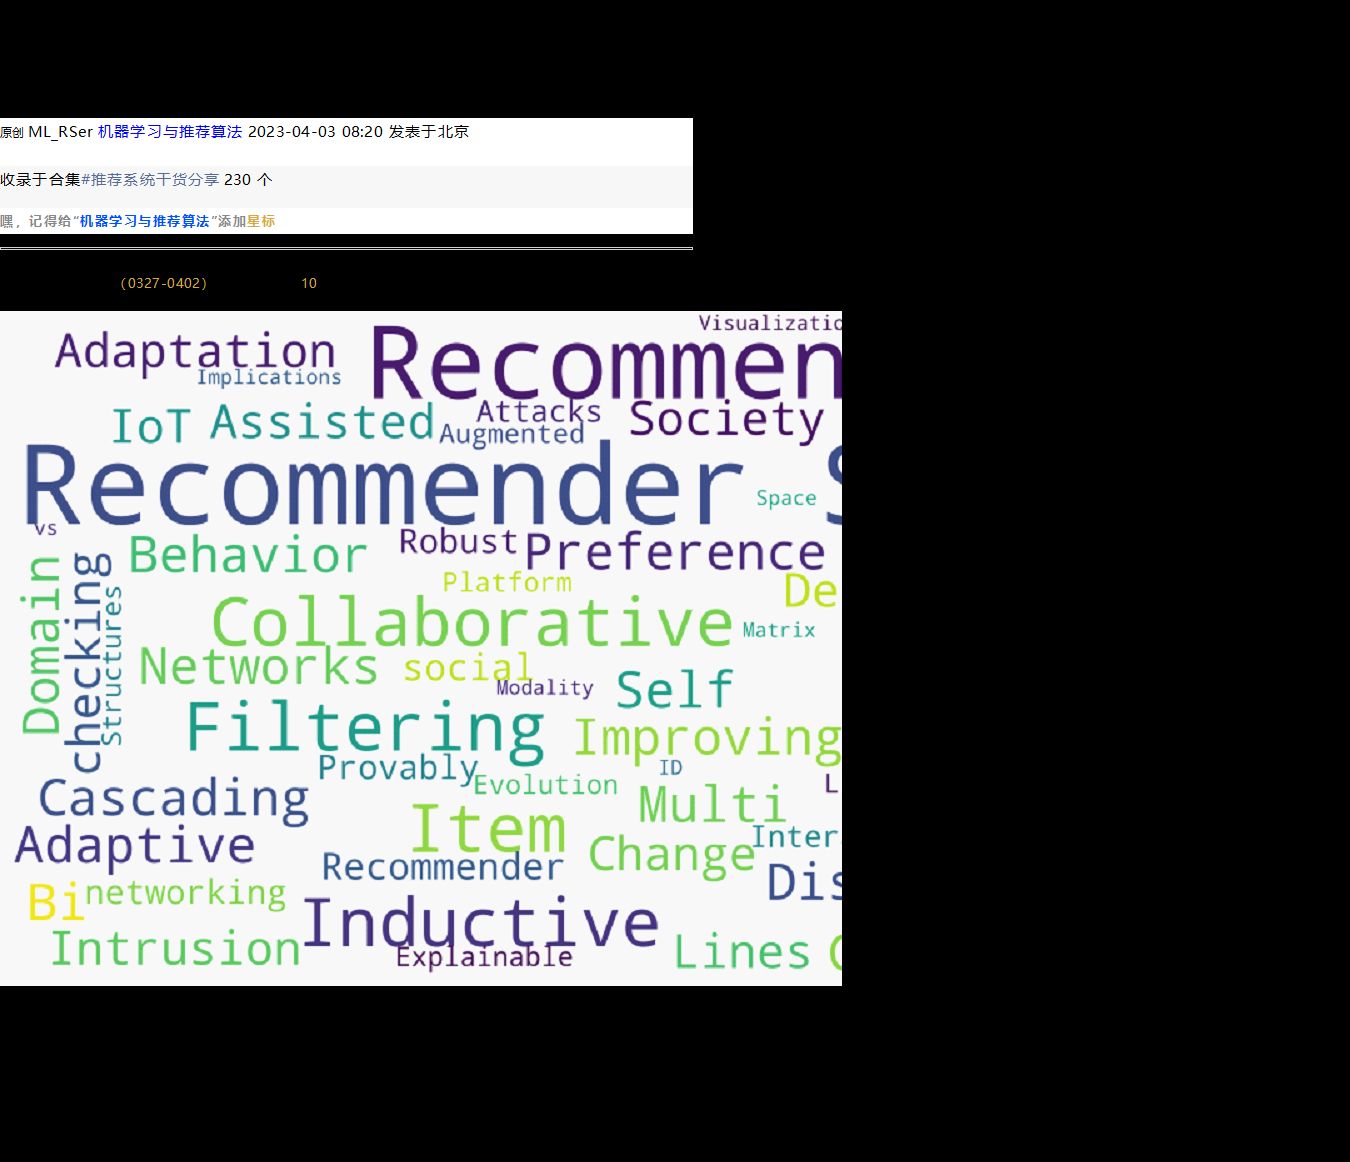 原创 ML_RSer 机器学习与推荐算法 2023-04-03 08:20 发表于北京
收录于合集#推荐系统干货分享 230 个
嘿，记得给“机器学习与推荐算法”添加星标
（0327-0402） 10
Visualizatio
Adaptation Recommen
Implications
IoT Assisted Attacks Society
Augmented
Recommender S
Space
vs
Behavior Robust Preference
Platform De
Domain
checking
Structures
Collaborative Matrix
Networks social
Modality Self
Filtering Improving
Provably ID
Evolution L
Cascading Item Multi
Adaptive Change Inter
Recommender Dis
Bi networking
Inductive
Intrusion Explainable Lines